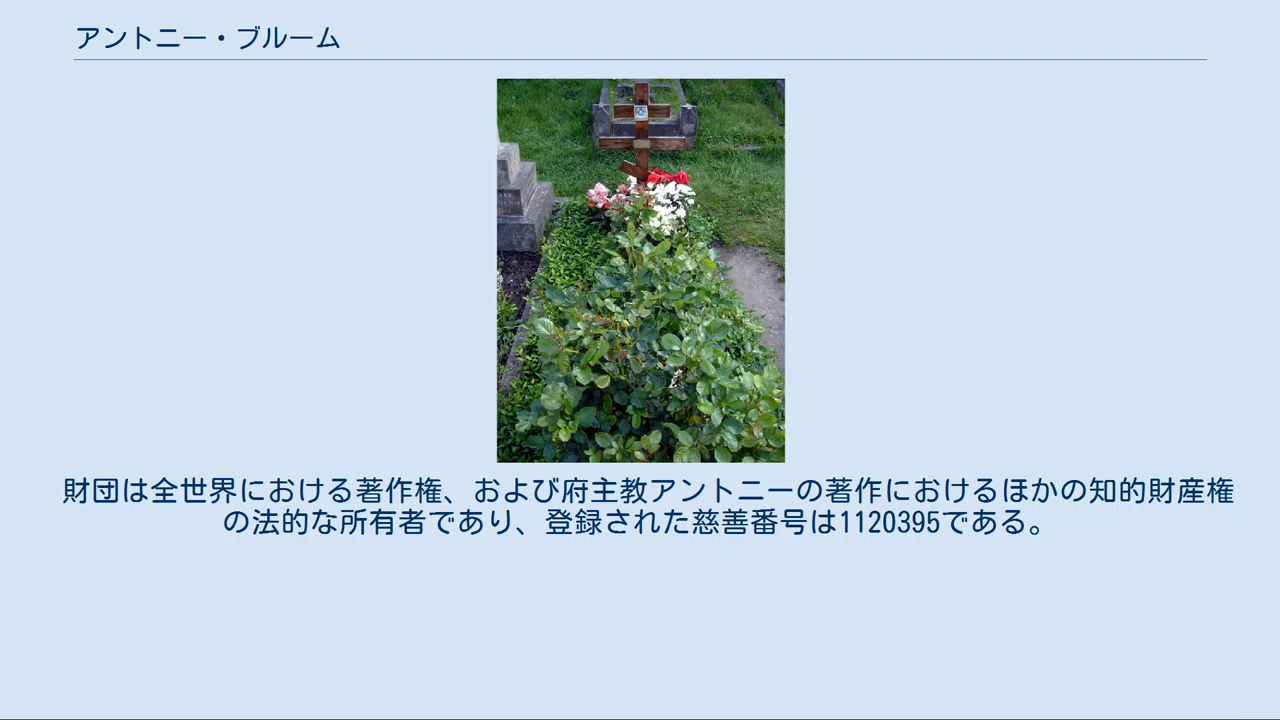 アントニー・ブルーム
財団は全世界における著作権、および府主教アントニーの著作におけるほかの知的財産権
の法的な所有者であり、登録された慈善番号は1120395である。